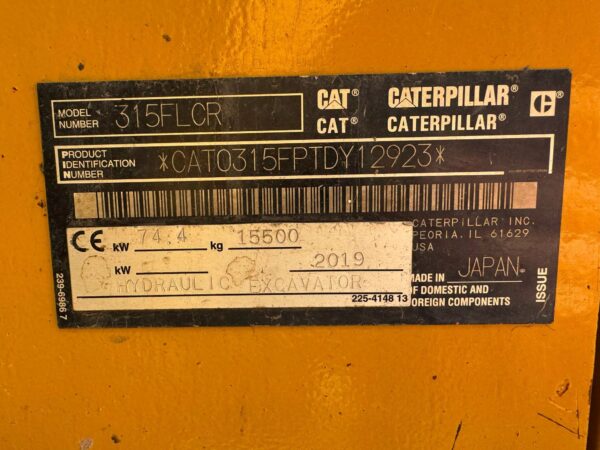 MODEL NUMBER 315FLCR
CAT® CATERPILLAR® C
CAT® CATERPILLAR®
PRODUCT IDENTIFICATION NUMBER *CAT0315FPTDY12923*
CATERPILLAR INC.
PEORIA, IL 61629
USA
CE kW 74.4 kg 15500
kW 2019
HYDRAULIC EXCAVATOR
225-4148 13
MADE IN JAPAN
OF DOMESTIC AND
FOREIGN COMPONENTS
ISSUE
239-6986 7